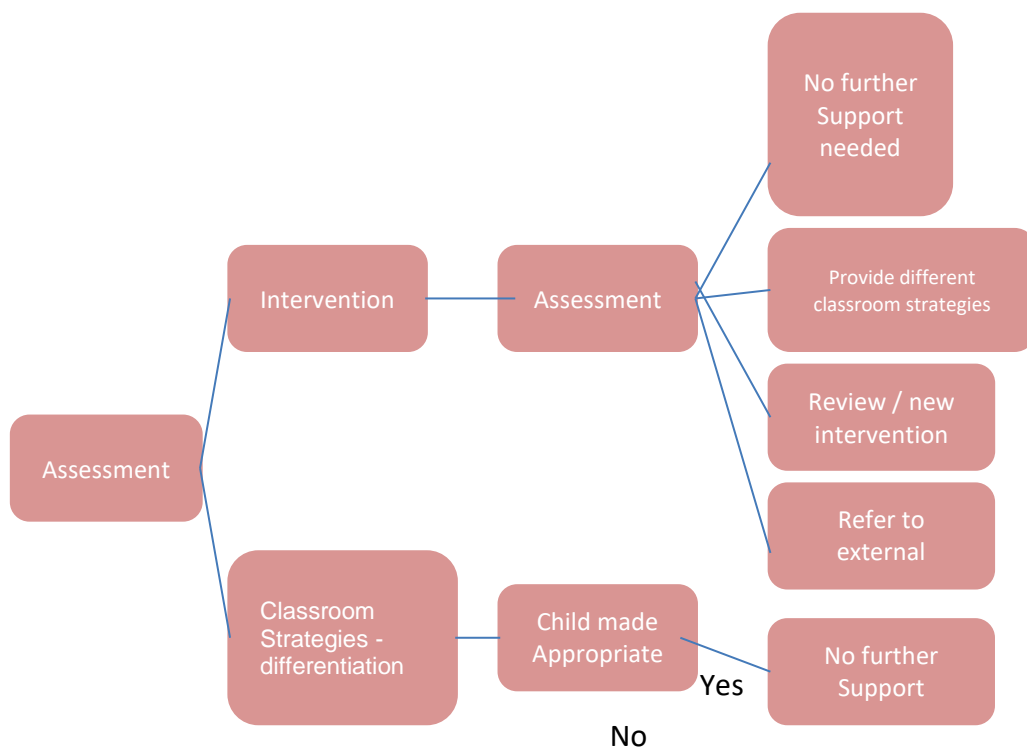 No further
Support
needed
Intervention
Assessment
Provide different
classroom strategies
Review / new
intervention
Assessment
Refer to
external
Classroom
Strategies -
differentiation
Child made
Appropriate
No further
Support
Yes
No